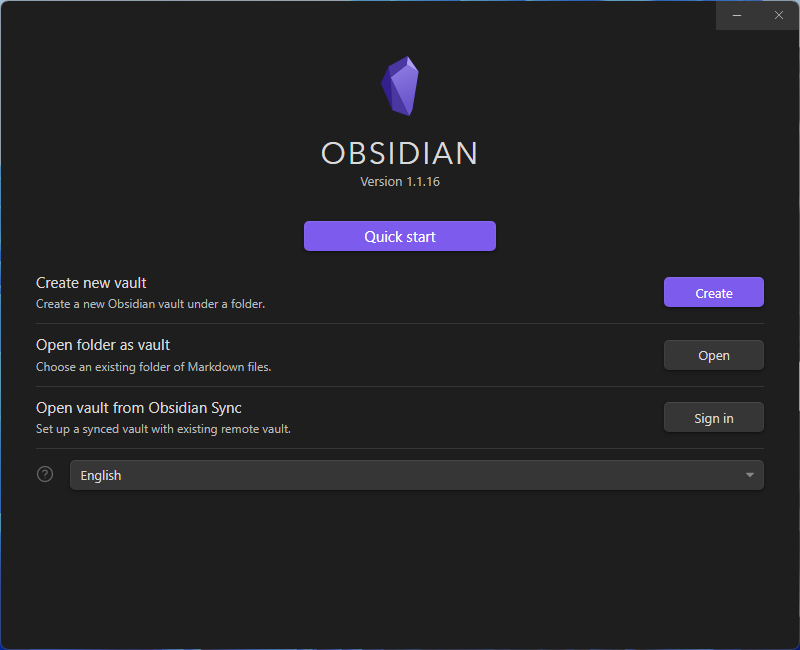 OBSIDIAN
Version 1.1.16
Quick start
Create new vault
Create a new Obsidian vault under a folder.
Create
Open folder as vault
Choose an existing folder of Markdown files.
Open
Open vault from Obsidian Sync
Set up a synced vault with existing remote vault.
Sign in
?
English